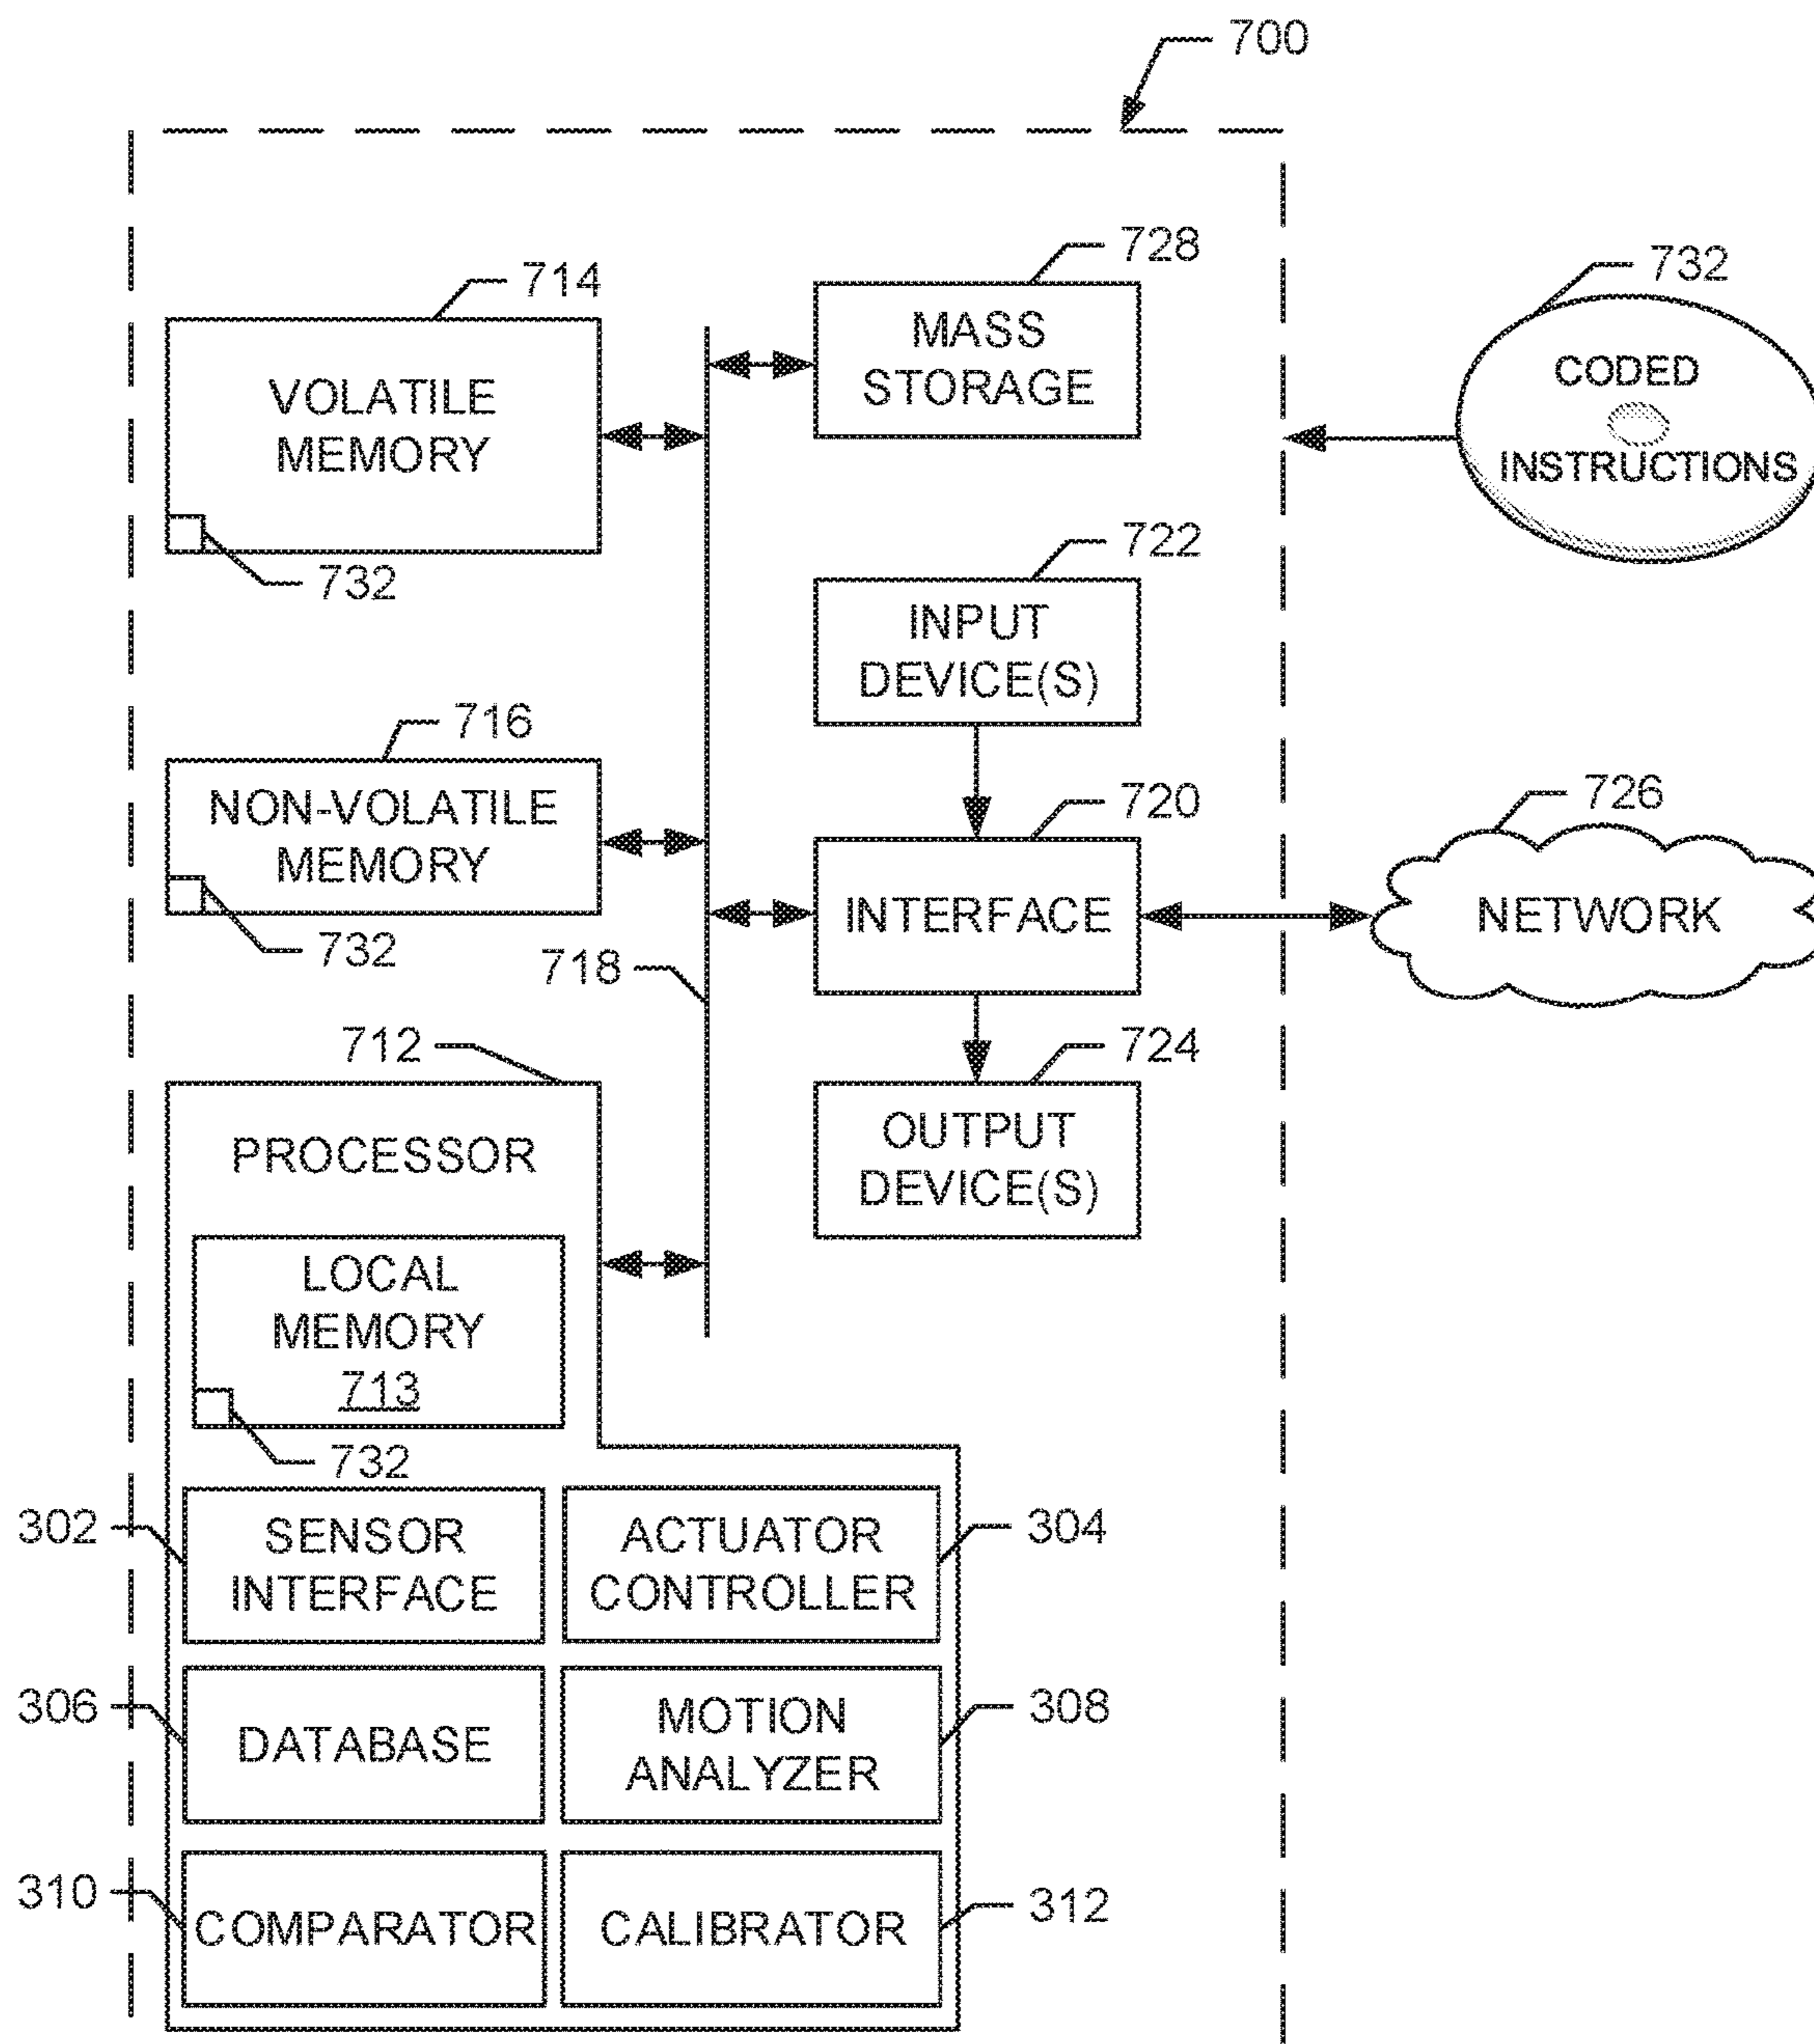 700
728
732
714
MASS
STORAGE
CODED
INSTRUCTIONS
VOLATILE
MEMORY
722
732
INPUT
DEVICE(S)
716
720
726
NON-VOLATILE
MEMORY
INTERFACE
NETWORK
732
718
712
724
PROCESSOR
OUTPUT
DEVICE(S)
LOCAL
MEMORY
713
732
302
SENSOR
INTERFACE
ACTUATOR
CONTROLLER
304
306
DATABASE
MOTION
ANALYZER
308
310
COMPARATOR
CALIBRATOR
312